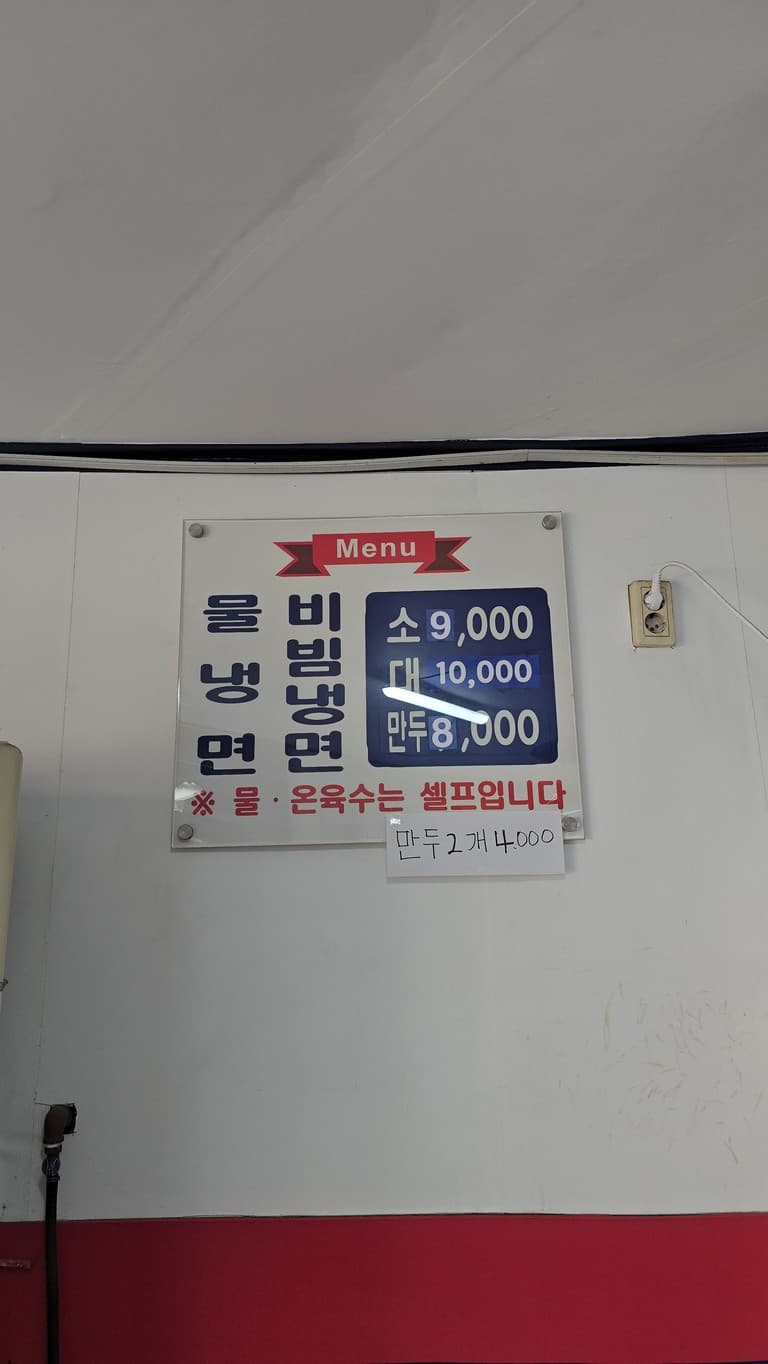 Menu
물냉면
비빔냉면
소 9,000
대 10,000
만두 8,000
※ 물·온육수는 셀프입니다
만두 2개 4.000